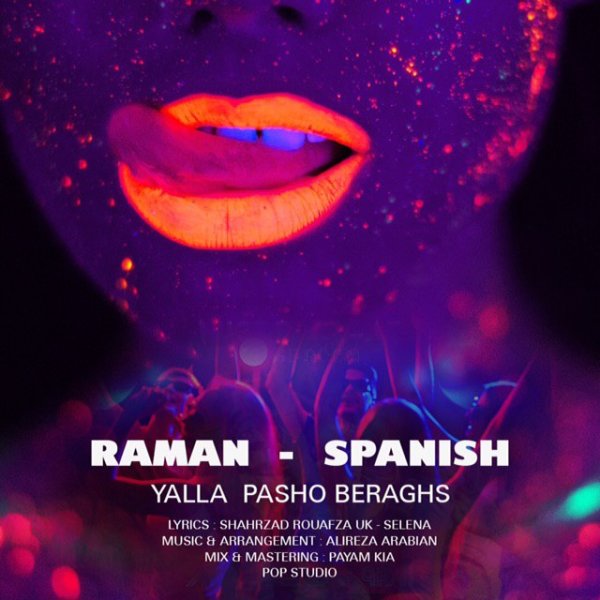 RAMAN - SPANISH
YALLA PASHO BERAGHS
LYRICS : SHAHRZAD ROUAFZA UK - SELENA
MUSIC & ARRANGEMENT : ALIREZA ARABIAN
MIX & MASTERING : PAYAM KIA
POP STUDIO